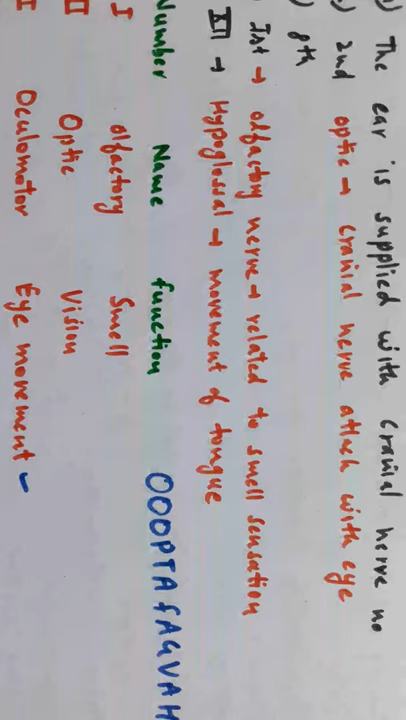 ) The ear is supplied with cranial nerve no
) 2nd optic → cranial nerve attach with eye
) 8th
Ist → olfactory nerve → related to smell sensation
XII → Hypoglossal → movement of tongue
Number Name function OOOPTAfAGVAH
I olfactory Smell
II Optic Vision
Oculomotor Eye movement -